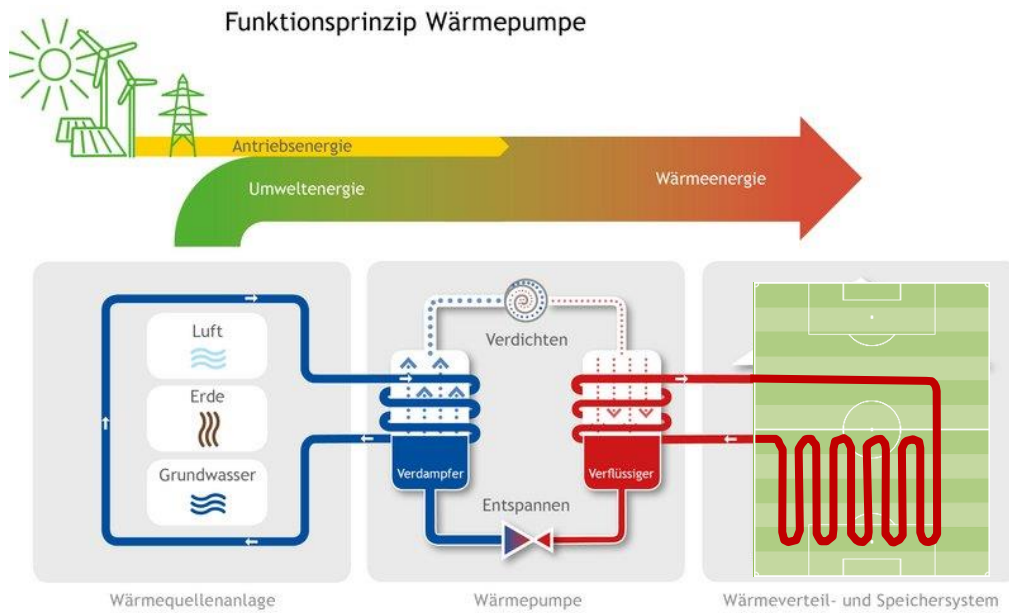 Funktionsprinzip Wärmepumpe
Antriebsenergie
Umweltenergie
Wärmeenergie
Luft
Erde
Grundwasser
Verdichten
Verdampfer
Verflüssiger
Entspannen
Wärmequellenanlage
Wärmepumpe
Wärmeverteil- und Speichersystem